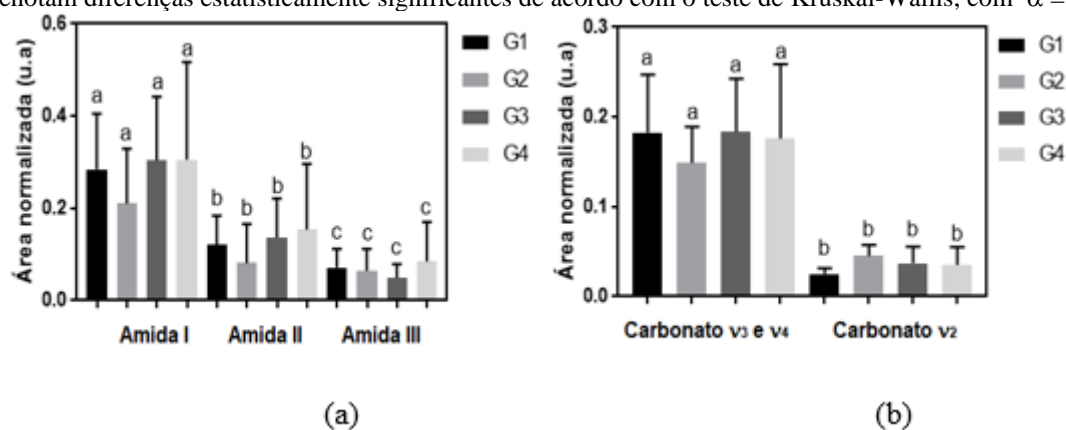 enotam diferenças estatisticamente significantes de acordo com o teste de Kruskal-Wallis, com α =
Área normalizada (u.a)
0.6
0.4
0.2
0.0
a a a a
b b b b
c c c c
Amida I Amida II Amida III
G1
G2
G3
G4
(a)
Área normalizada (u.a)
0.3
0.2
0.1
0.0
a a a a
b b b b
Carbonato ν3 e ν4 Carbonato ν2
G1
G2
G3
G4
(b)